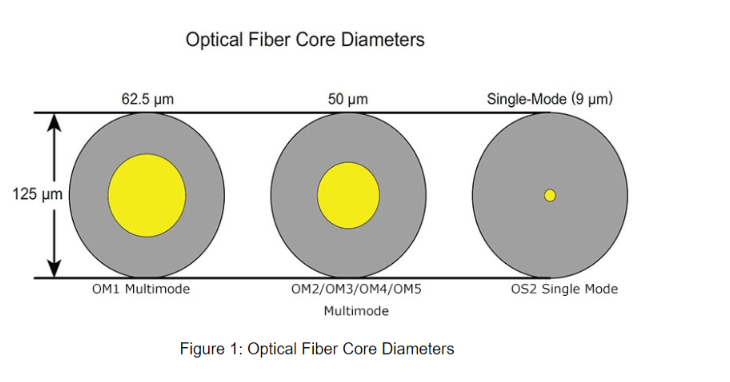 Optical Fiber Core Diameters
62.5 µm
50 µm
Single-Mode (9 µm)
125 µm
OM1 Multimode
OM2/OM3/OM4/OM5
Multimode
OS2 Single Mode
Figure 1: Optical Fiber Core Diameters